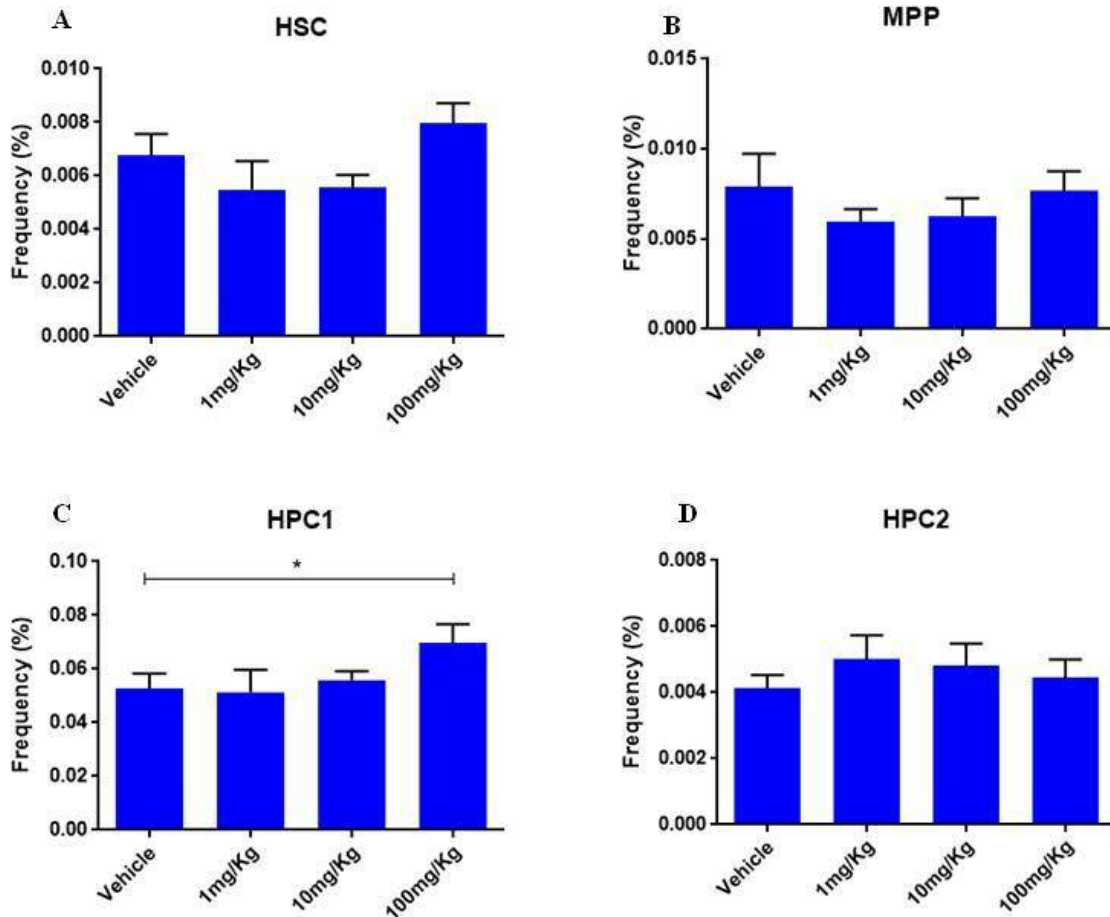 A
HSC
Frequency (%)
0.010
0.008
0.006
0.004
0.002
0.000
Vehicle
1mg/Kg
10mg/Kg
100mg/Kg
B
MPP
Frequency (%)
0.015
0.010
0.005
0.000
Vehicle
1mg/Kg
10mg/Kg
100mg/Kg
C
HPC1
Frequency (%)
0.10
0.08
0.06
0.04
0.02
0.00
*
Vehicle
1mg/Kg
10mg/Kg
100mg/Kg
D
HPC2
Frequency (%)
0.008
0.006
0.004
0.002
0.000
Vehicle
1mg/Kg
10mg/Kg
100mg/Kg